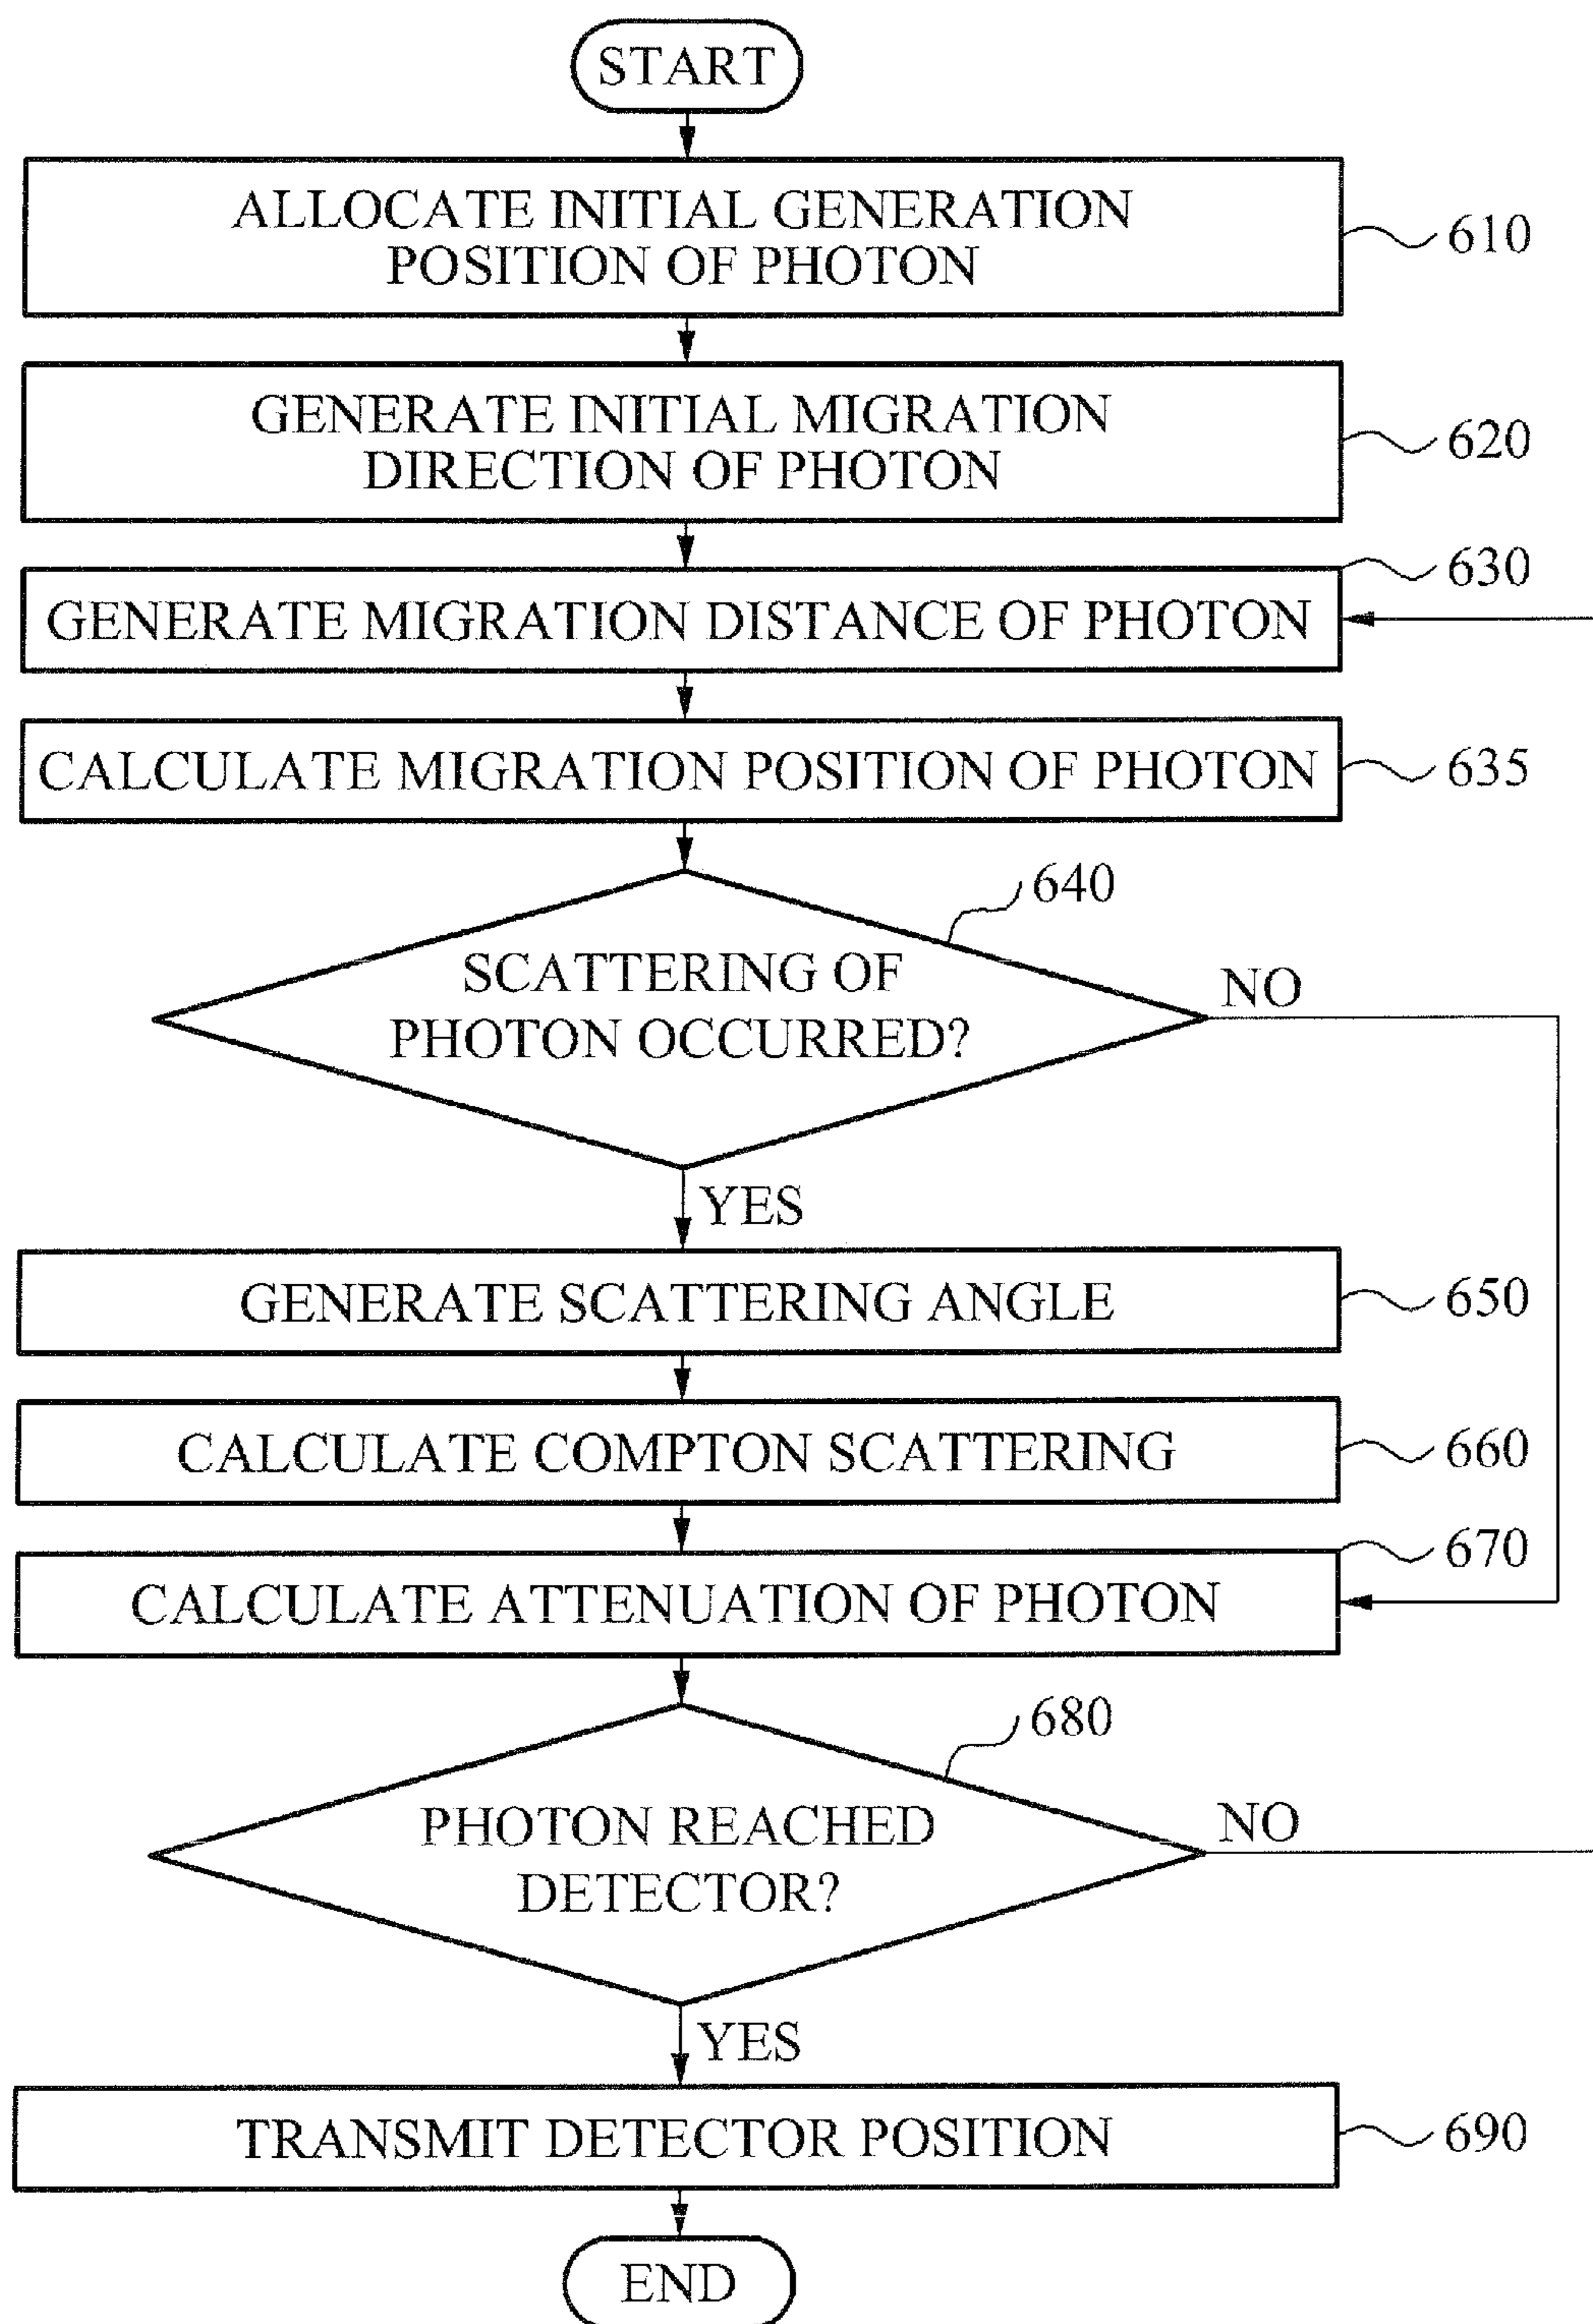 START
ALLOCATE INITIAL GENERATION
POSITION OF PHOTON
610
GENERATE INITIAL MIGRATION
DIRECTION OF PHOTON
620
630
GENERATE MIGRATION DISTANCE OF PHOTON
CALCULATE MIGRATION POSITION OF PHOTON
635
640
SCATTERING OF
PHOTON OCCURRED?
NO
YES
GENERATE SCATTERING ANGLE
650
CALCULATE COMPTON SCATTERING
660
670
CALCULATE ATTENUATION OF PHOTON
680
PHOTON REACHED
DETECTOR?
NO
YES
TRANSMIT DETECTOR POSITION
690
END